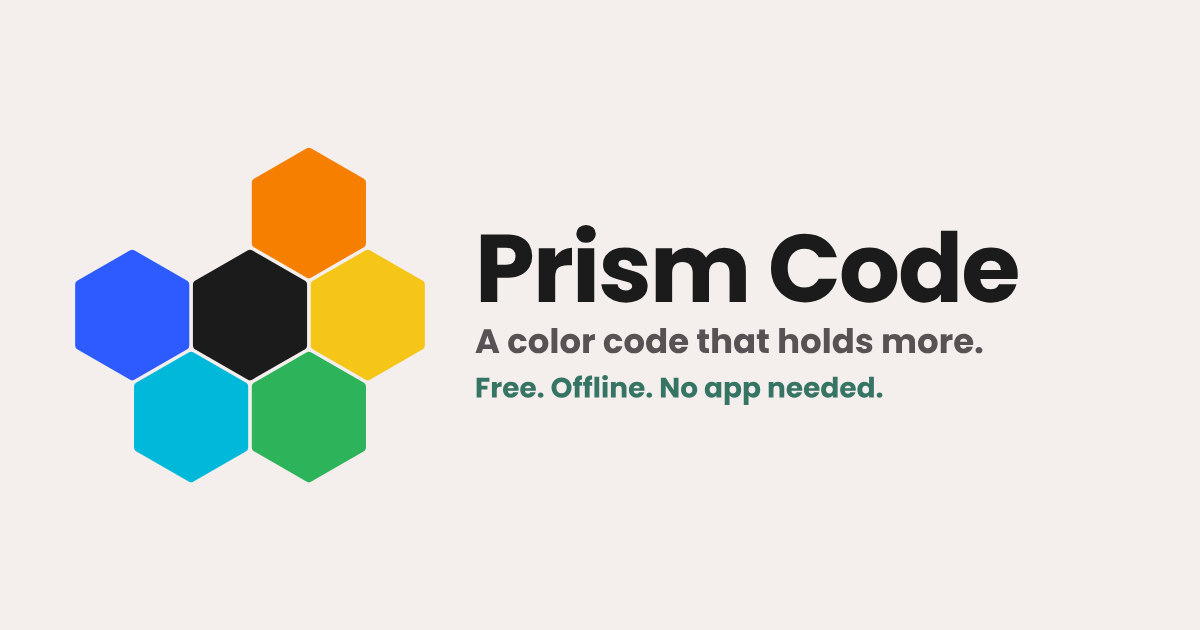 Prism Code
A color code that holds more.
Free. Offline. No app needed.